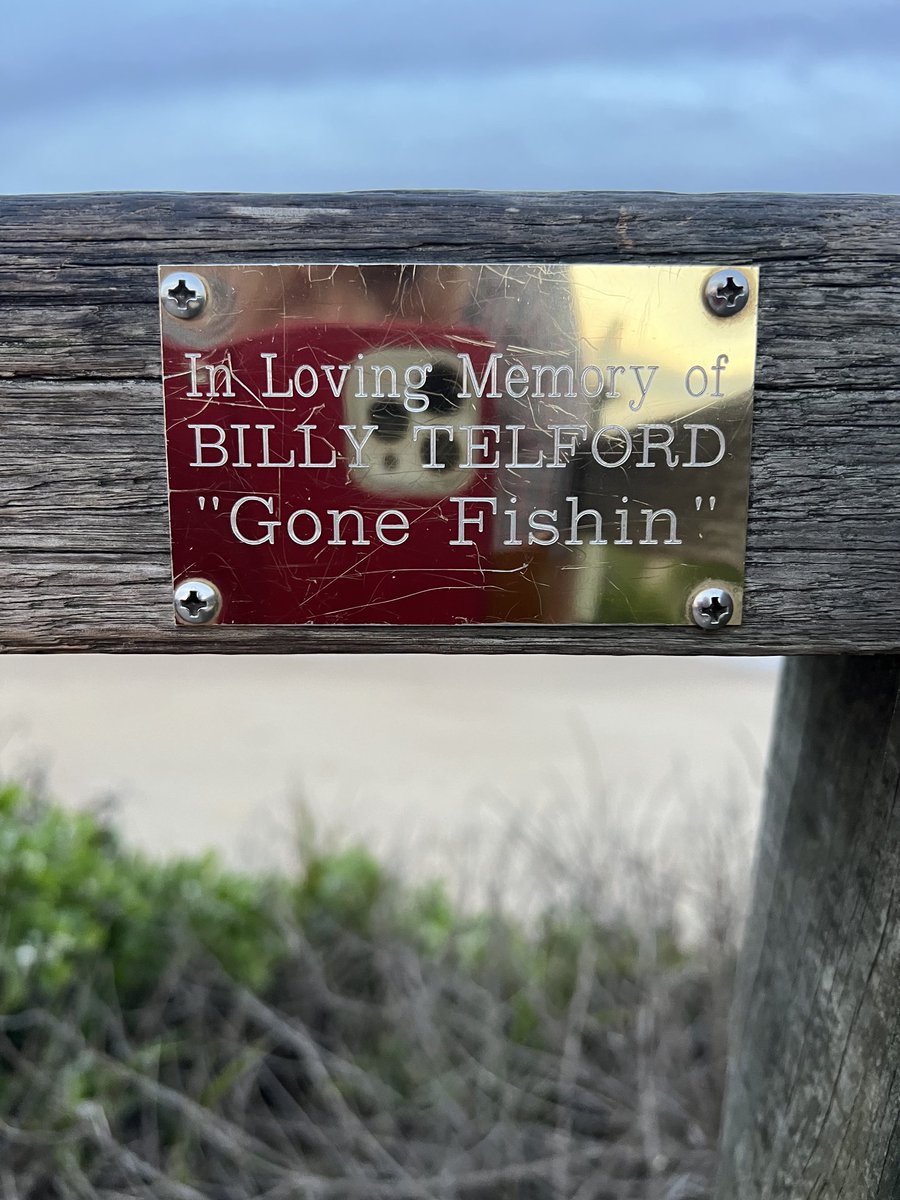 In Loving Memory of
BILLY TELFORD
"Gone Fishin"